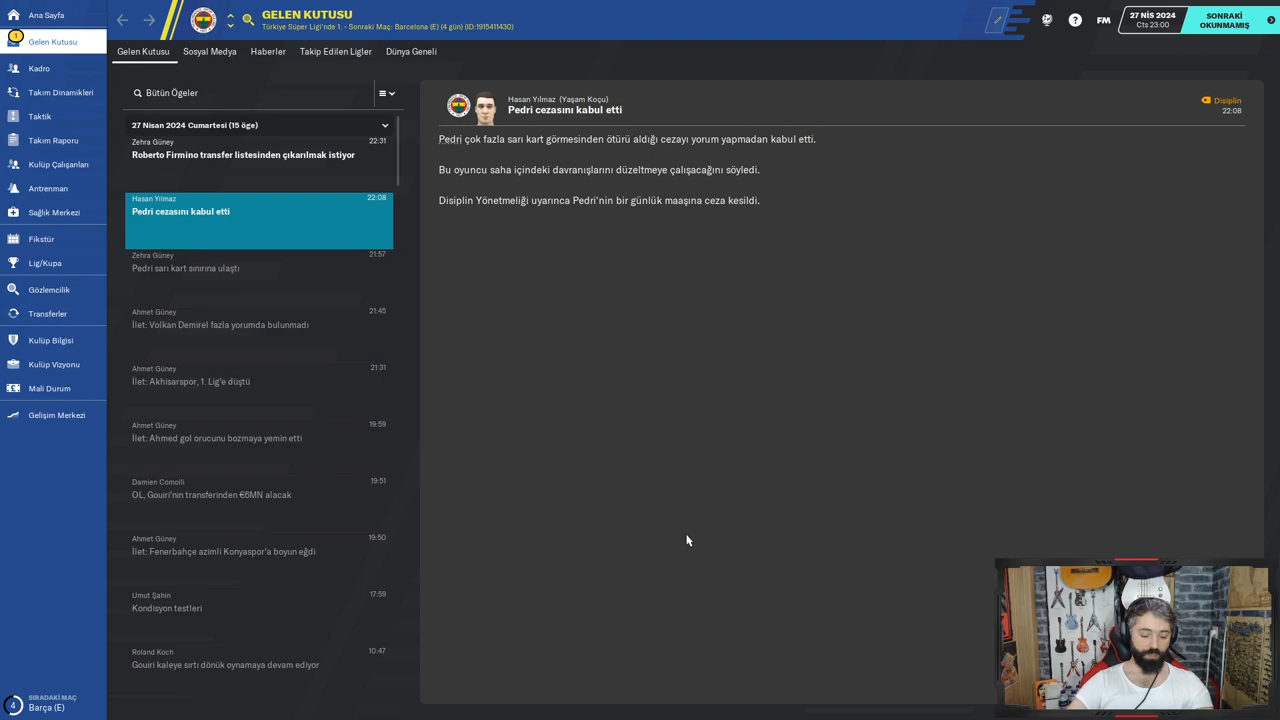 Ana Sayfa
1
Gelen Kutusu
Kadro
Takım Dinamikleri
Taktik
Takım Raporu
Kulüp Çalışanları
Antrenman
Sağlık Merkezi
Fikstür
Lig/Kupa
Gözlemcilik
Transferler
Kulüp Bilgisi
Kulüp Vizyonu
Mali Durum
Gelişim Merkezi
4
SIRADAKİ MAÇ
Barça (E)
GELEN KUTUSU
Türkiye Süper Ligi'nde 1. - Sonraki Maç: Barcelona (E) (4 gün) (ID:1915411430)
?
FM
27 NİS 2024
Cts 23:00
SONRAKİ
OKUNMAMIŞ
Gelen Kutusu
Sosyal Medya
Haberler
Takip Edilen Ligler
Dünya Geneli
Bütün Ögeler
27 Nisan 2024 Cumartesi (15 öge)
Zehra Güney 22:31
Roberto Firmino transfer listesinden çıkarılmak istiyor
Hasan Yılmaz 22:08
Pedri cezasını kabul etti
Zehra Güney 21:57
Pedri sarı kart sınırına ulaştı
Ahmet Güney 21:45
İlet: Volkan Demirel fazla yorumda bulunmadı
Ahmet Güney 21:31
İlet: Akhisarspor, 1. Lig'e düştü
Ahmet Güney 19:59
İlet: Ahmed gol orucunu bozmaya yemin etti
Damien Comolli 19:51
OL, Gouiri'nin transferinden €6MN alacak
Ahmet Güney 19:50
İlet: Fenerbahçe azimli Konyaspor'a boyun eğdi
Umut Şahin 17:59
Kondisyon testleri
Roland Koch 10:47
Gouiri kaleye sırtı dönük oynamaya devam ediyor
Hasan Yılmaz (Yaşam Koçu)
Pedri cezasını kabul etti
Disiplin
22:08
Pedri çok fazla sarı kart görmesinden ötürü aldığı cezayı yorum yapmadan kabul etti.
Bu oyuncu saha içindeki davranışlarını düzeltmeye çalışacağını söyledi.
Disiplin Yönetmeliği uyarınca Pedri'nin bir günlük maaşına ceza kesildi.